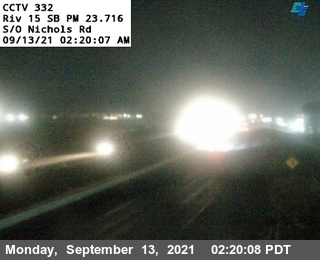 CCTV 332
Riv 15 SB PM 23.716
S/O Nichols Rd
09/13/21 02:20:07 AM
Monday, September 13, 2021 02:20:08 PDT